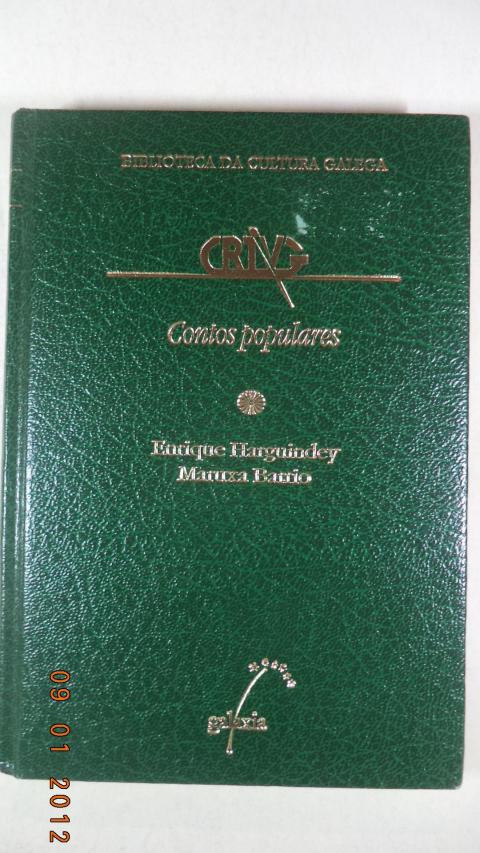 BIBLIOTECA DA CULTURA GALEGA
CRTVG
Contos populares
Enrique Harguindey
Maruxa Barrio
galaxia
09 01 2012